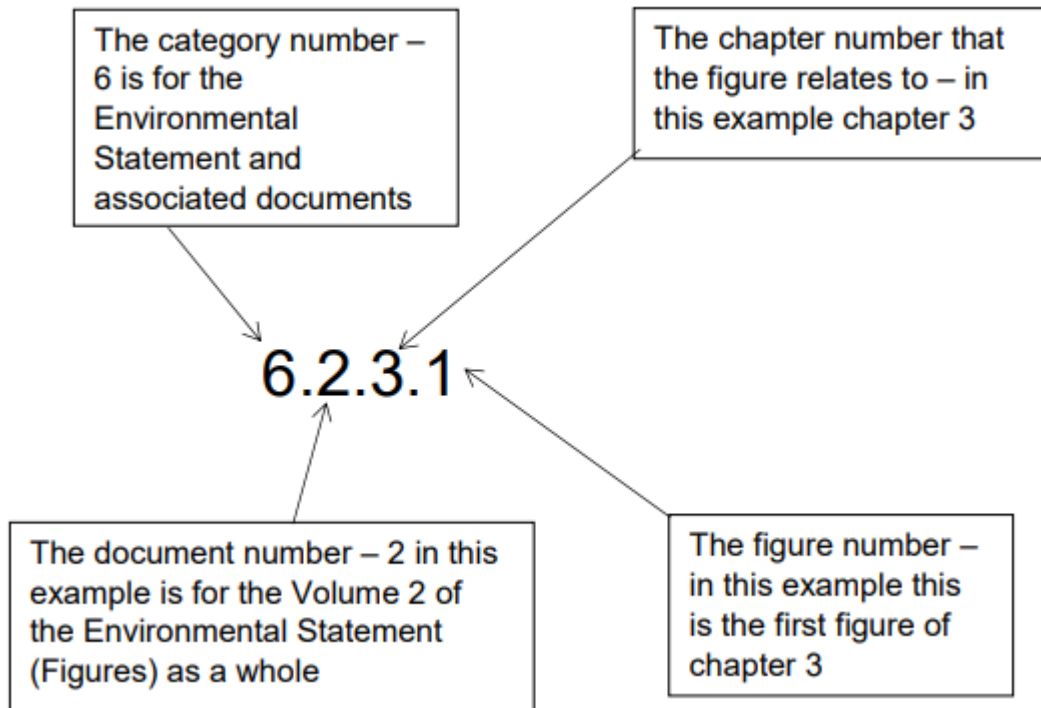 The category number –
6 is for the
Environmental
Statement and
associated documents
The chapter number that
the figure relates to – in
this example chapter 3
6.2.3.1
The document number – 2 in this
example is for the Volume 2 of
the Environmental Statement
(Figures) as a whole
The figure number –
in this example this
is the first figure of
chapter 3